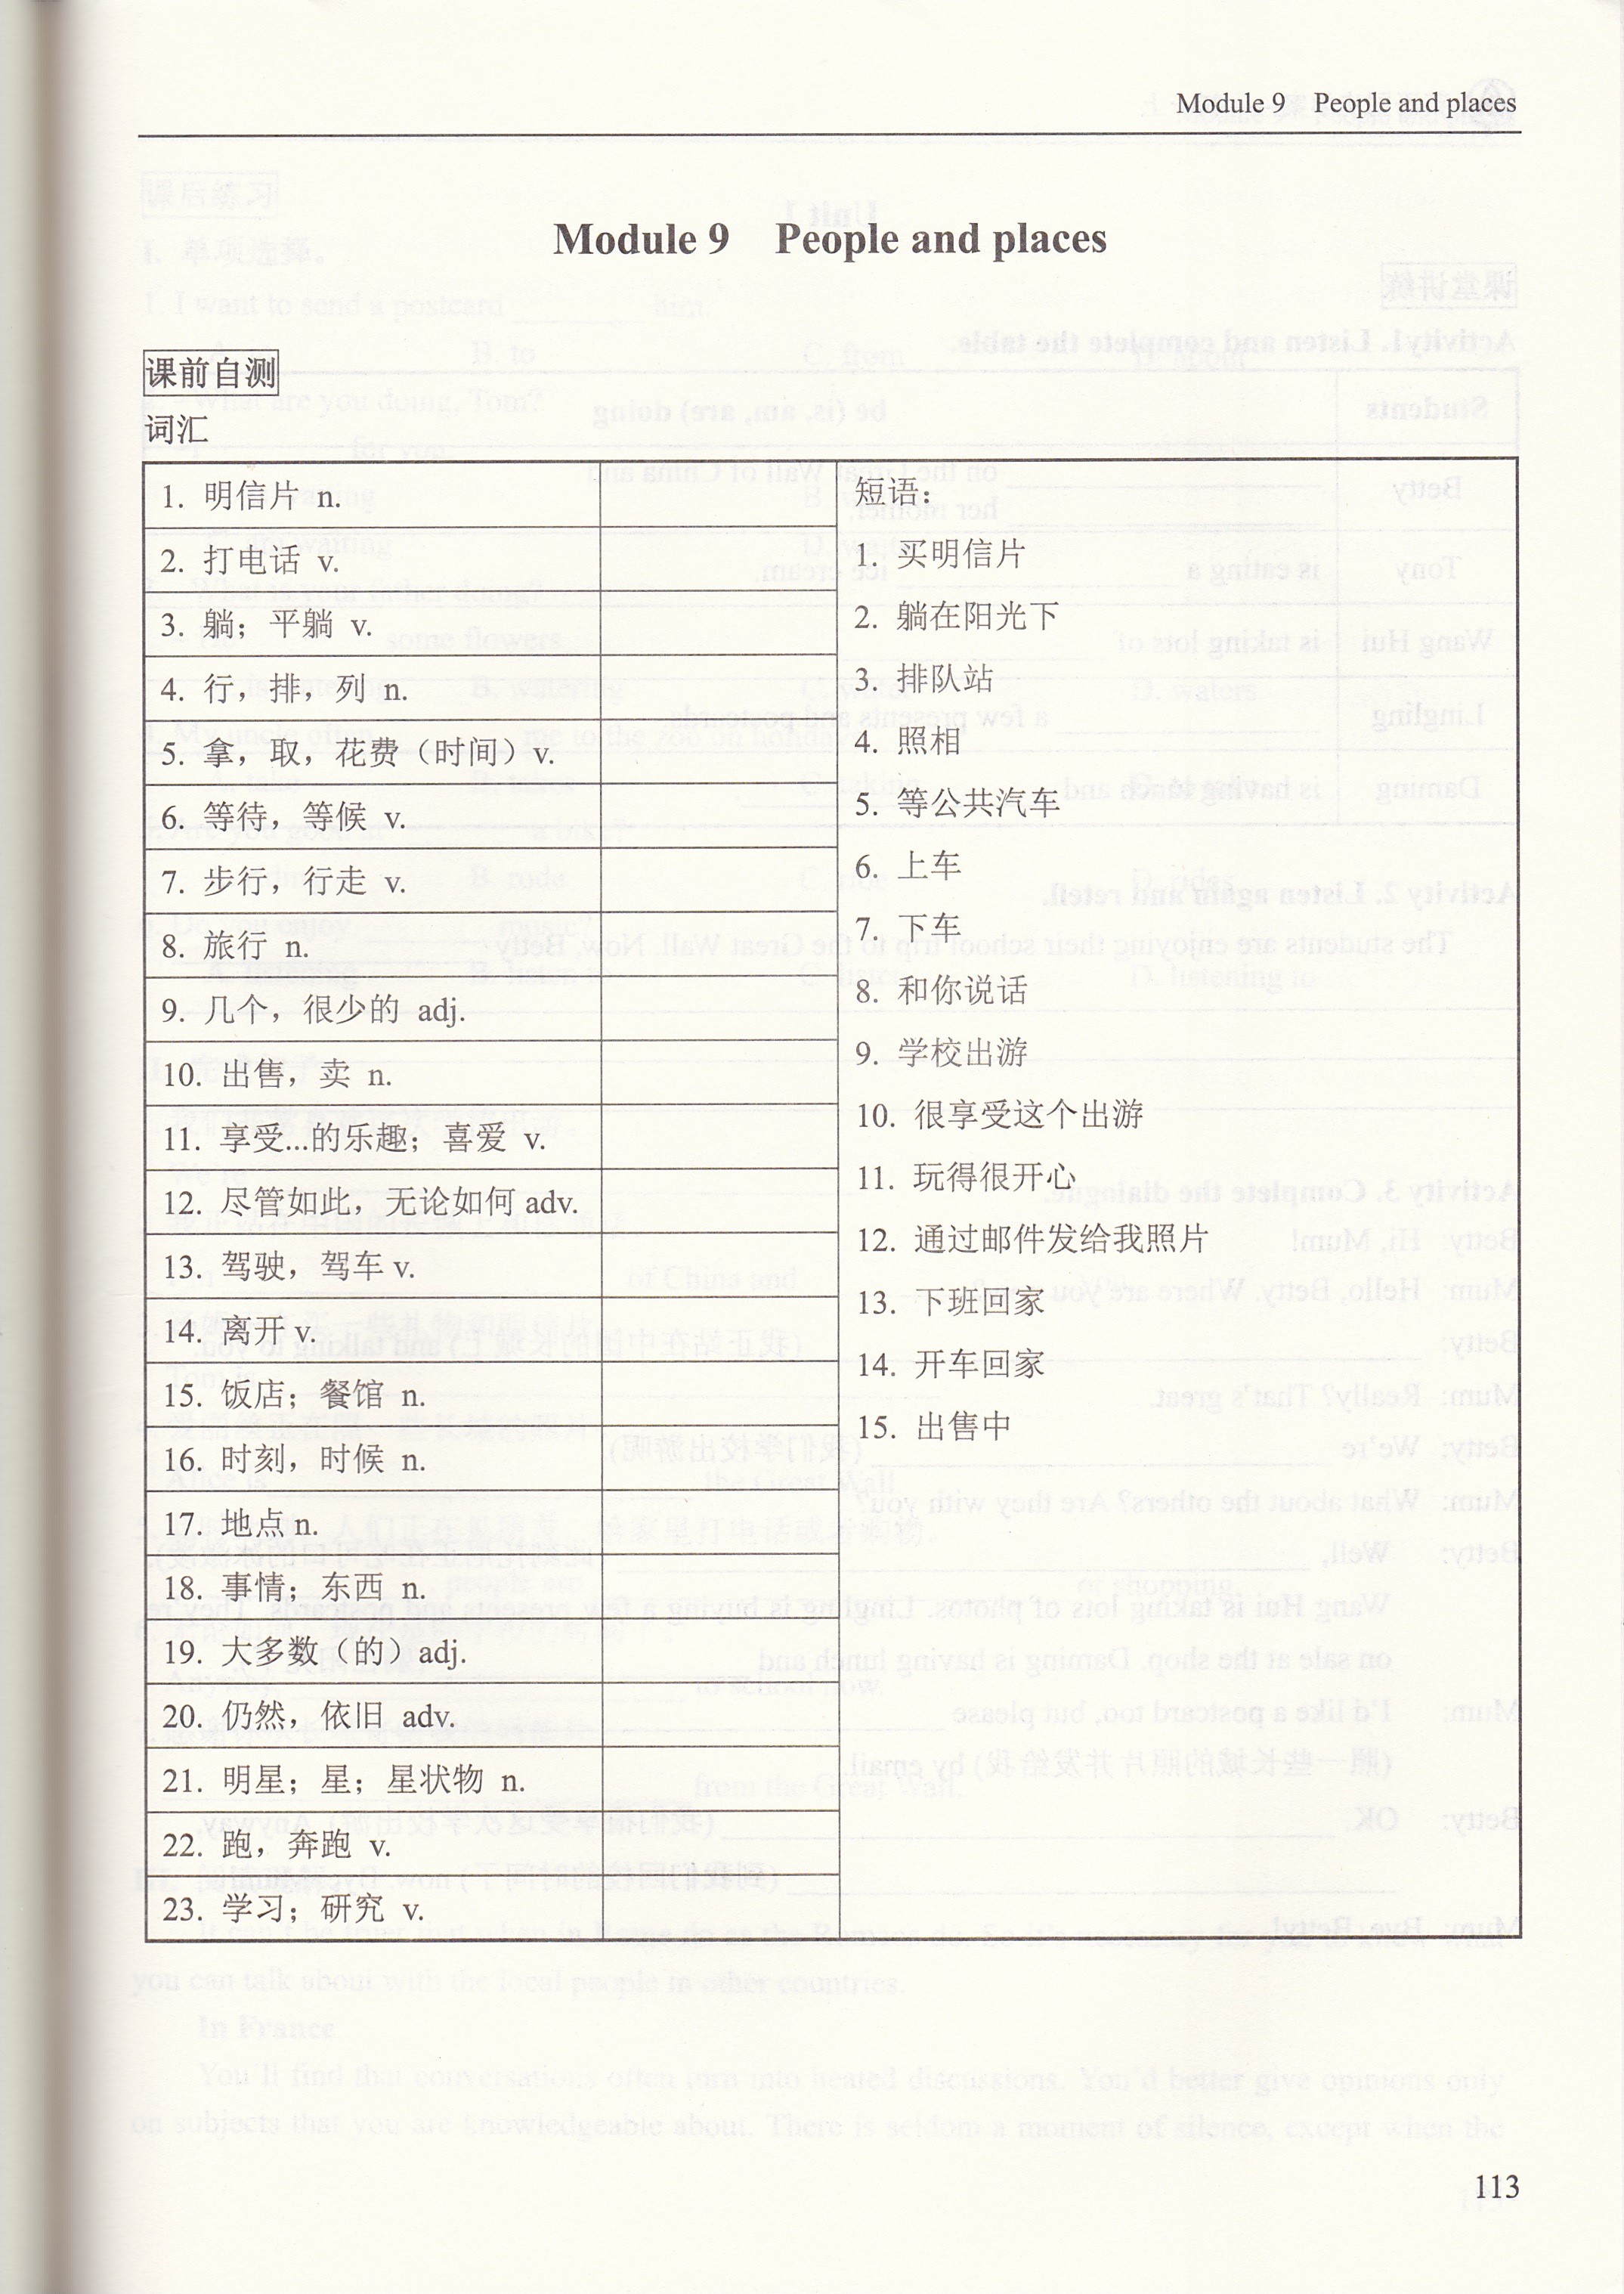 Module 9 People and places
Module 9 People and places
课前自测
词汇
1. 明信片 n.
2. 打电话 v.
3. 躺；平躺 v.
4. 行，排，列 n.
5. 拿，取，花费（时间）v.
6. 等待，等候 v.
7. 步行，行走 v.
8. 旅行 n.
9. 几个，很少的 adj.
10. 出售，卖 n.
11. 享受...的乐趣；喜爱 v.
12. 尽管如此，无论如何 adv.
13. 驾驶，驾车 v.
14. 离开 v.
15. 饭店；餐馆 n.
16. 时刻，时候 n.
17. 地点 n.
18. 事情；东西 n.
19. 大多数（的）adj.
20. 仍然，依旧 adv.
21. 明星；星；星状物 n.
22. 跑，奔跑 v.
23. 学习；研究 v.
短语：
1. 买明信片
2. 躺在阳光下
3. 排队站
4. 照相
5. 等公共汽车
6. 上车
7. 下车
8. 和你说话
9. 学校出游
10. 很享受这个出游
11. 玩得很开心
12. 通过邮件发给我照片
13. 下班回家
14. 开车回家
15. 出售中
113